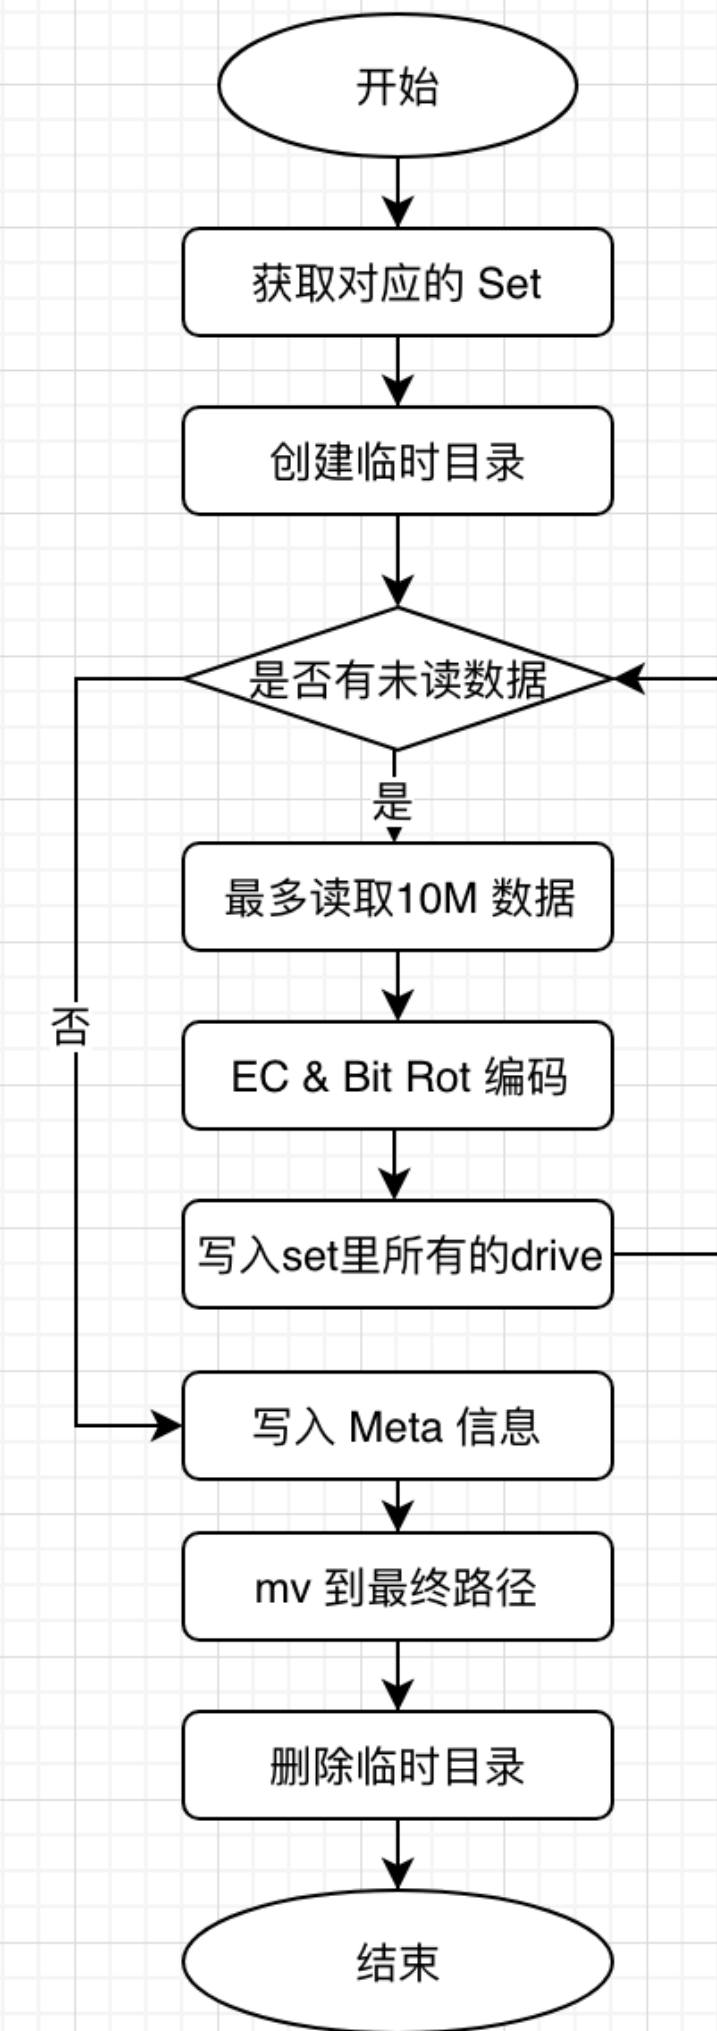 开始
获取对应的 Set
创建临时目录
是否有未读数据
是
最多读取10M 数据
否
EC & Bit Rot 编码
写入set里所有的drive
写入 Meta 信息
mv 到最终路径
删除临时目录
结束